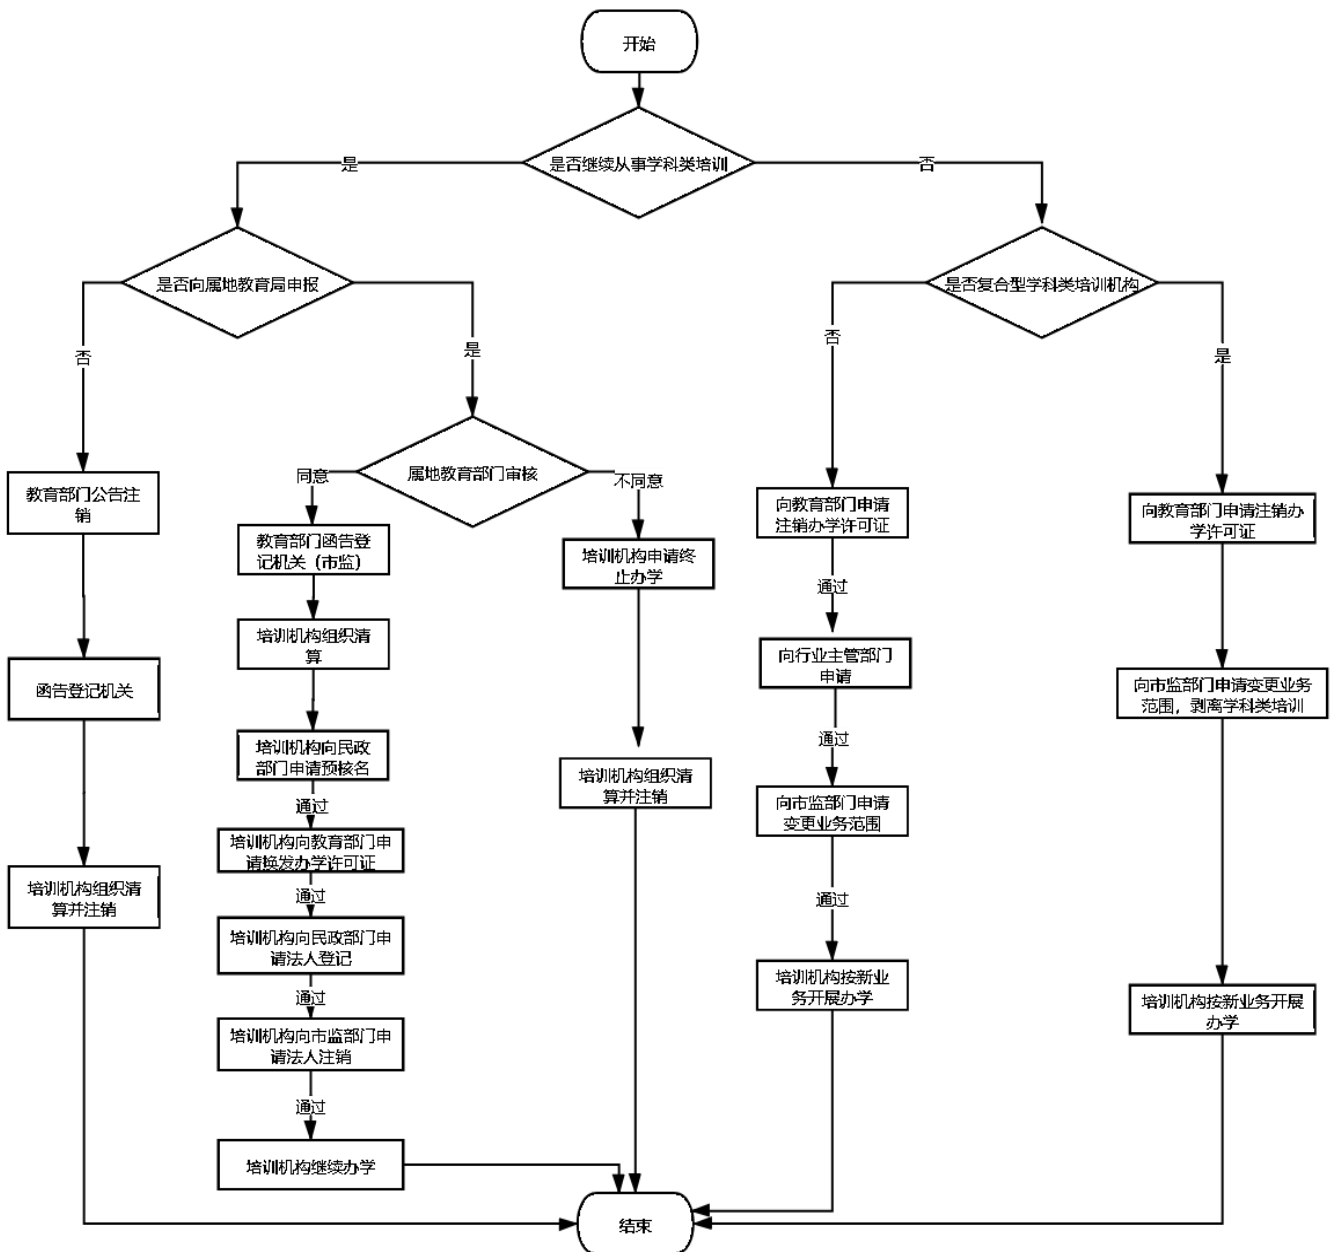 开始
是否继续从事学科类培训
是
否
是否向属地教育局申报
是否复合型学科类培训机构
否
是
否
是
属地教育部门审核
同意
不同意
教育部门公告注
销
函告登记机关
培训机构组织清
算并注销
教育部门函告登
记机关（市监）
培训机构组织清
算
培训机构向民政
部门申请预核名
通过
培训机构向教育部门申
请换发办学许可证
通过
培训机构向民政部门申
请法人登记
通过
培训机构向市监部门申
请法人注销
通过
培训机构继续办学
培训机构申请终
止办学
培训机构组织清
算并注销
向教育部门申请
注销办学许可证
通过
向行业主管部门
申请
通过
向市监部门申请
变更业务范围
通过
培训机构按新业
务开展办学
向教育部门申请注销办
学许可证
向市监部门申请变更业务
范围，剥离学科类培训
培训机构按新业务开展
办学
结束